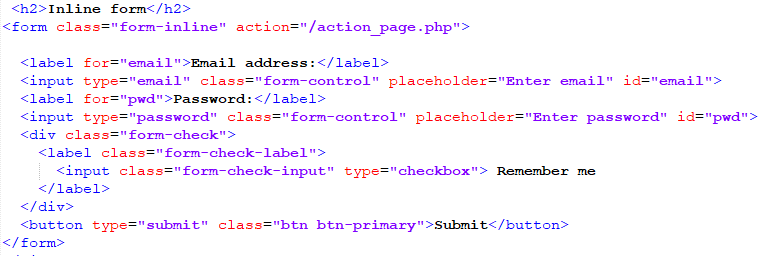 <h2>Inline form</h2>
<form class="form-inline" action="/action_page.php">
<label for="email">Email address:</label>
<input type="email" class="form-control" placeholder="Enter email" id="email">
<label for="pwd">Password:</label>
<input type="password" class="form-control" placeholder="Enter password" id="pwd">
<div class="form-check">
<label class="form-check-label">
<input class="form-check-input" type="checkbox"> Remember me
</label>
</div>
<button type="submit" class="btn btn-primary">Submit</button>
</form>